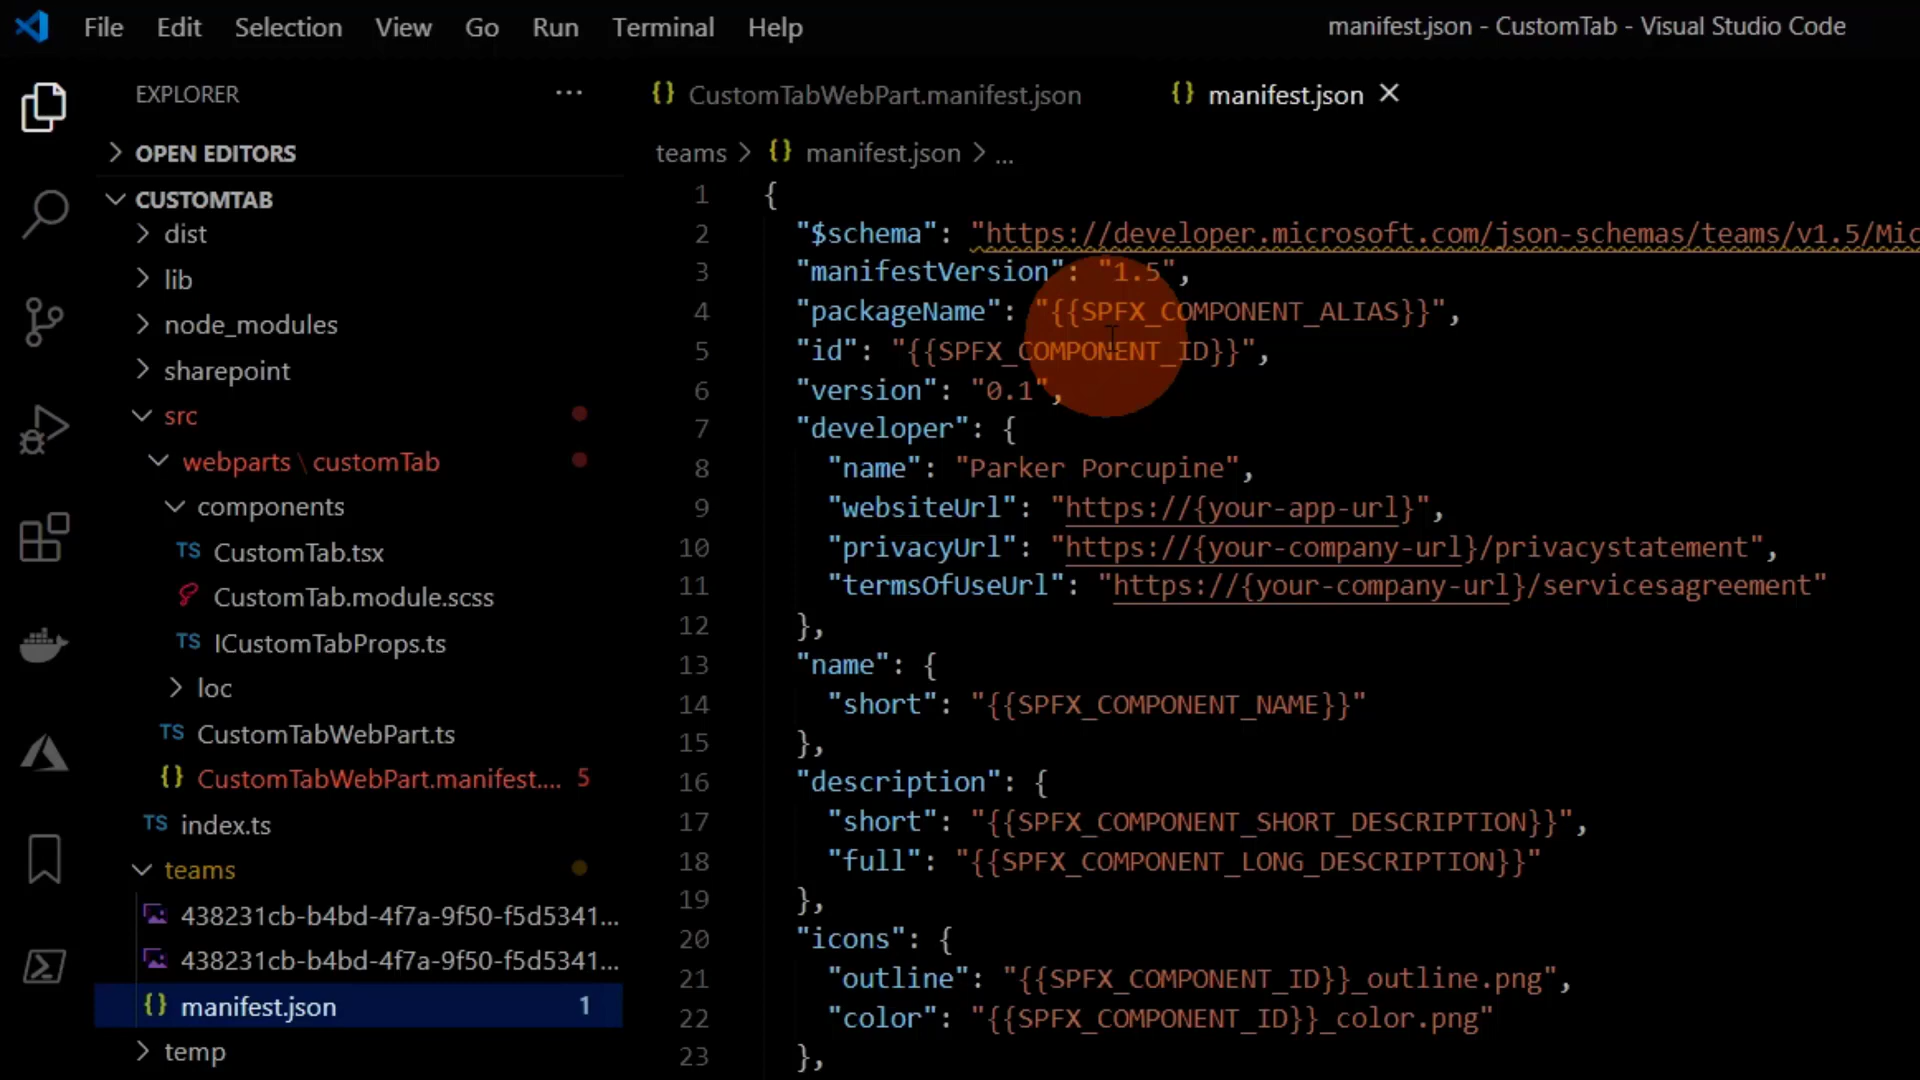 File Edit Selection View Go Run Terminal Help
manifest.json - CustomTab - Visual Studio Code
EXPLORER ...
OPEN EDITORS
CUSTOMTAB
dist
lib
node_modules
sharepoint
src
webparts \ customTab
components
TS CustomTab.tsx
CustomTab.module.scss
TS ICustomTabProps.ts
loc
TS CustomTabWebPart.ts
{} CustomTabWebPart.manifest.... 5
TS index.ts
teams
438231cb-b4bd-4f7a-9f50-f5d5341...
438231cb-b4bd-4f7a-9f50-f5d5341...
{} manifest.json 1
temp
{} CustomTabWebPart.manifest.json
{} manifest.json
teams > {} manifest.json > ...
1 {
2 "$schema": "https://developer.microsoft.com/json-schemas/teams/v1.5/Mic
3 "manifestVersion": "1.5",
4 "packageName": "{{SPFX_COMPONENT_ALIAS}}",
5 "id": "{{SPFX_COMPONENT_ID}}",
6 "version": "0.1",
7 "developer": {
8 "name": "Parker Porcupine",
9 "websiteUrl": "https://{your-app-url}",
10 "privacyUrl": "https://{your-company-url}/privacystatement",
11 "termsOfUseUrl": "https://{your-company-url}/servicesagreement"
12 },
13 "name": {
14 "short": "{{SPFX_COMPONENT_NAME}}"
15 },
16 "description": {
17 "short": "{{SPFX_COMPONENT_SHORT_DESCRIPTION}}",
18 "full": "{{SPFX_COMPONENT_LONG_DESCRIPTION}}"
19 },
20 "icons": {
21 "outline": "{{SPFX_COMPONENT_ID}}_outline.png",
22 "color": "{{SPFX_COMPONENT_ID}}_color.png"
23 },